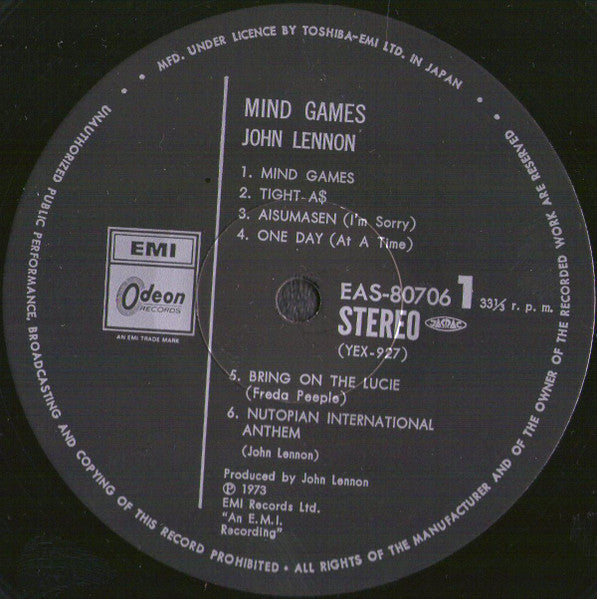 MFD. UNDER LICENCE BY TOSHIBA-EMI LTD. IN JAPAN
UNAUTHORIZED PUBLIC PERFORMANCE, BROADCASTING AND COPYING OF THIS RECORD PROHIBITED • ALL RIGHTS OF THE MANUFACTURER AND OF THE OWNER OF THE RECORDED WORK ARE RESERVED
MIND GAMES
JOHN LENNON
1. MIND GAMES
2. TIGHT A$
3. AISUMASEN (I'm Sorry)
4. ONE DAY (At A Time)
EMI
Odeon
RECORDS
AN EMI TRADE MARK
EAS-80706 1 33⅓ r. p. m.
STEREO JASRAC
(YEX-927)
5. BRING ON THE LUCIE
(Freda Peeple)
6. NUTOPIAN INTERNATIONAL
ANTHEM
(John Lennon)
Produced by John Lennon
℗ 1973
EMI Records Ltd.
"An E.M.I.
Recording"